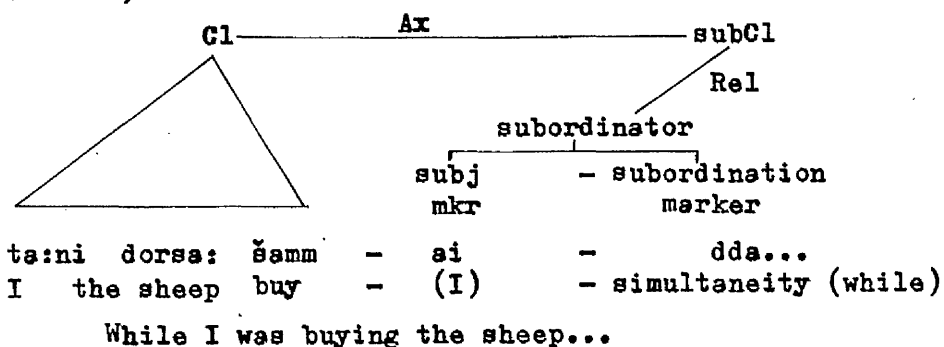 Ax
Cl subCl
Rel
subordinator
subj - subordination
mkr marker
ta:ni dorsa: šamm - ai - dda...
I the sheep buy - (I) - simultaneity (while)
While I was buying the sheep...